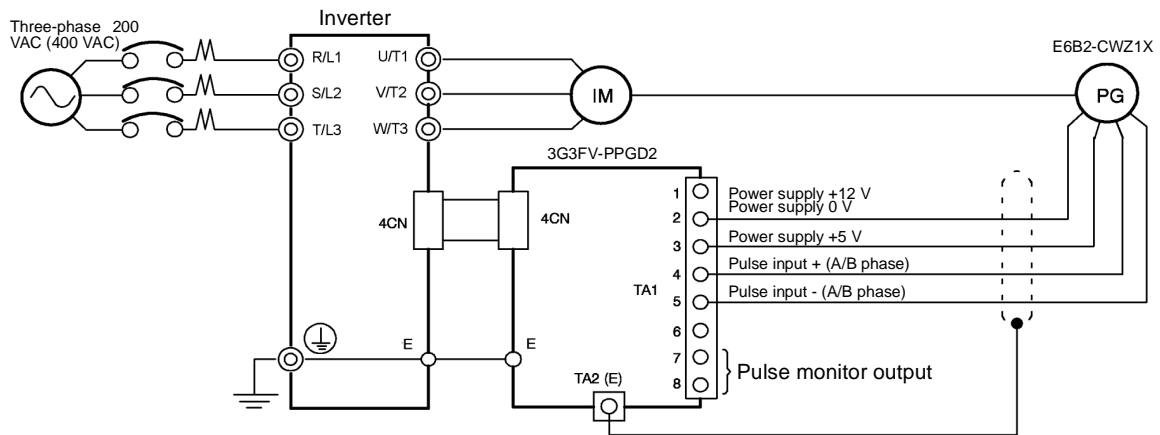 Three-phase 200
VAC (400 VAC)
Inverter
E6B2-CWZ1X
R/L1
U/T1
S/L2
V/T2
IM
PG
T/L3
W/T3
3G3FV-PPGD2
1
Power supply +12 V
4CN
4CN
2
Power supply 0 V
3
Power supply +5 V
4
Pulse input + (A/B phase)
TA1
5
Pulse input - (A/B phase)
6
E
E
7
Pulse monitor output
TA2 (E)
8